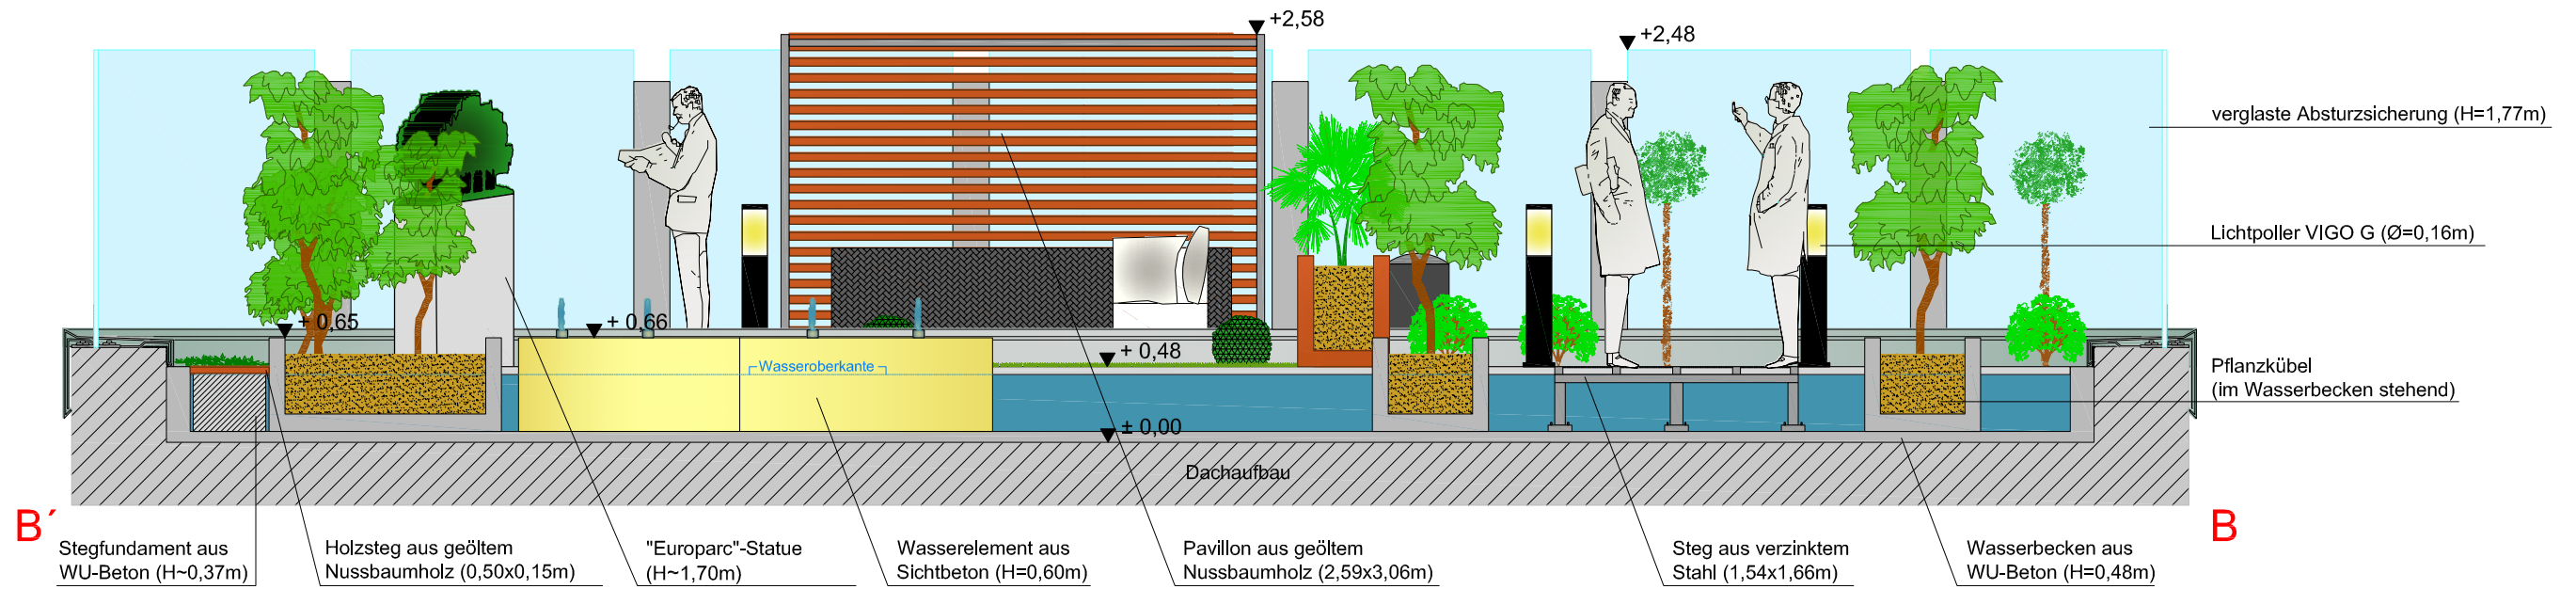 +2,58
+2,48
verglaste Absturzsicherung (H=1,77m)
Lichtpoller VIGO G (Ø=0,16m)
+ 0,65
+ 0,66
+ 0,48
Wasseroberkante
Pflanzkübel
(im Wasserbecken stehend)
± 0,00
Dachaufbau
B´
B
Stegfundament aus
WU-Beton (H~0,37m)
Holzsteg aus geöltem
Nussbaumholz (0,50x0,15m)
"Europarc"-Statue
(H~1,70m)
Wasserelement aus
Sichtbeton (H=0,60m)
Pavillon aus geöltem
Nussbaumholz (2,59x3,06m)
Steg aus verzinktem
Stahl (1,54x1,66m)
Wasserbecken aus
WU-Beton (H=0,48m)